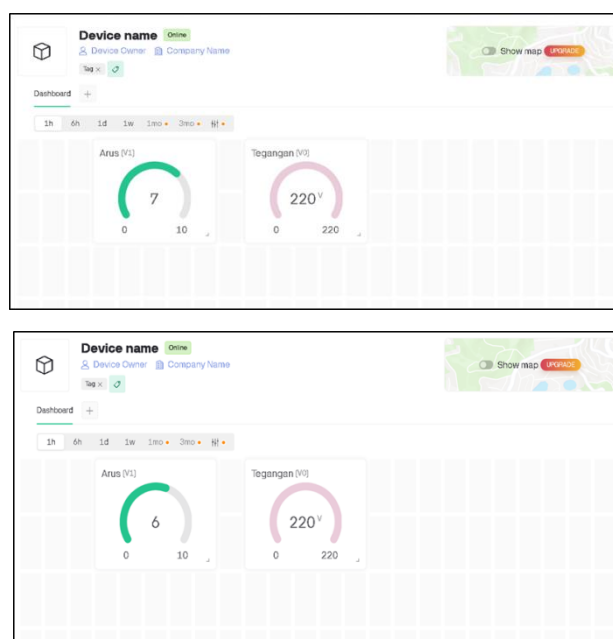 Device name Online
Device Owner Company Name
Show map UPGRADE
Tag ×
Dashboard +
1h 6h 1d 1w 1mo 3mo
Arus (V1) Tegangan (V0)
7 220 V
0 10 0 220
Device name Online
Device Owner Company Name
Show map UPGRADE
Tag ×
Dashboard +
1h 6h 1d 1w 1mo 3mo
Arus (V1) Tegangan (V0)
6 220 V
0 10 0 220